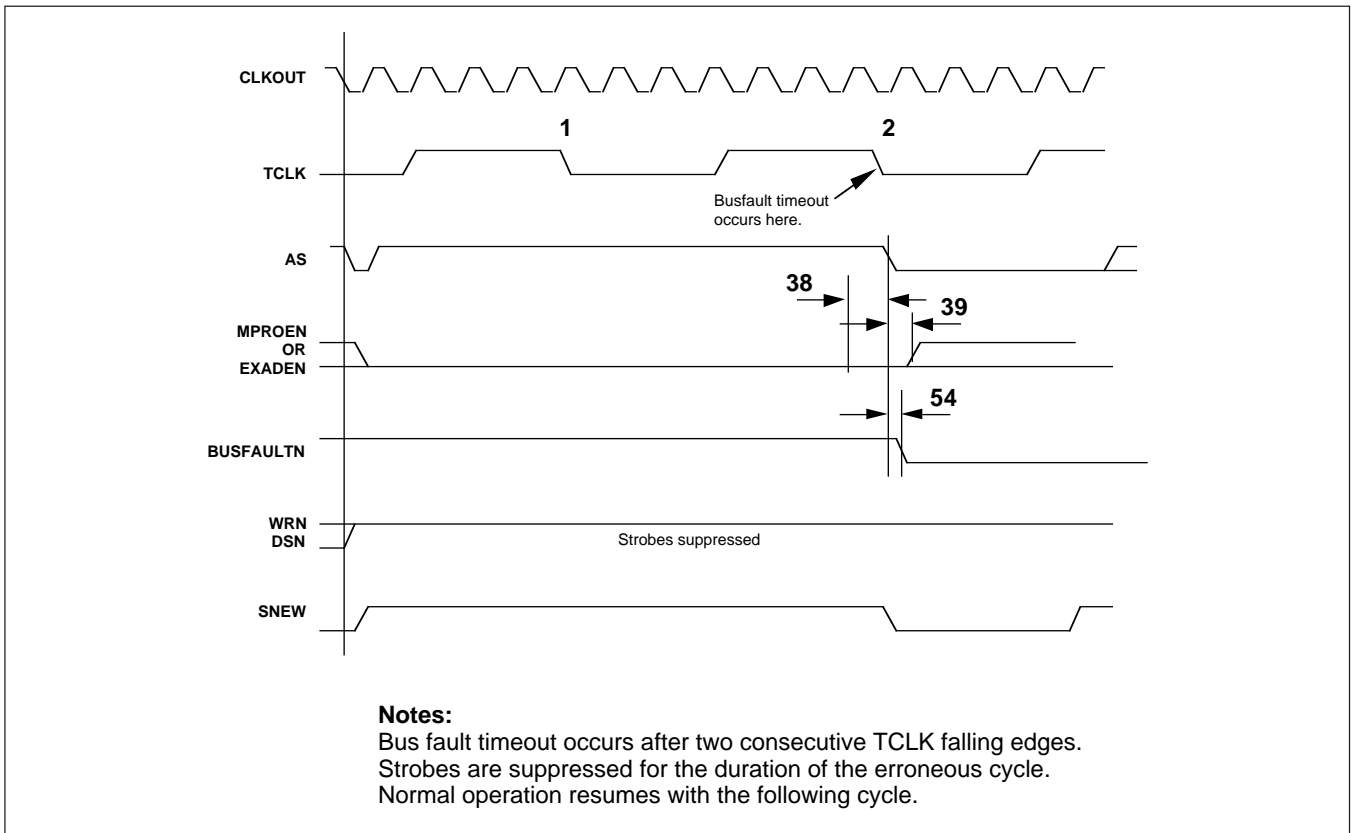 CLKOUT
1
2
TCLK
Busfault timeout
occurs here.
AS
38
39
MPROEN
OR
EXADEN
54
BUSFAULTN
WRN
DSN
Strobes suppressed
SNEW
Notes:
Bus fault timeout occurs after two consecutive TCLK falling edges.
Strobes are suppressed for the duration of the erroneous cycle.
Normal operation resumes with the following cycle.